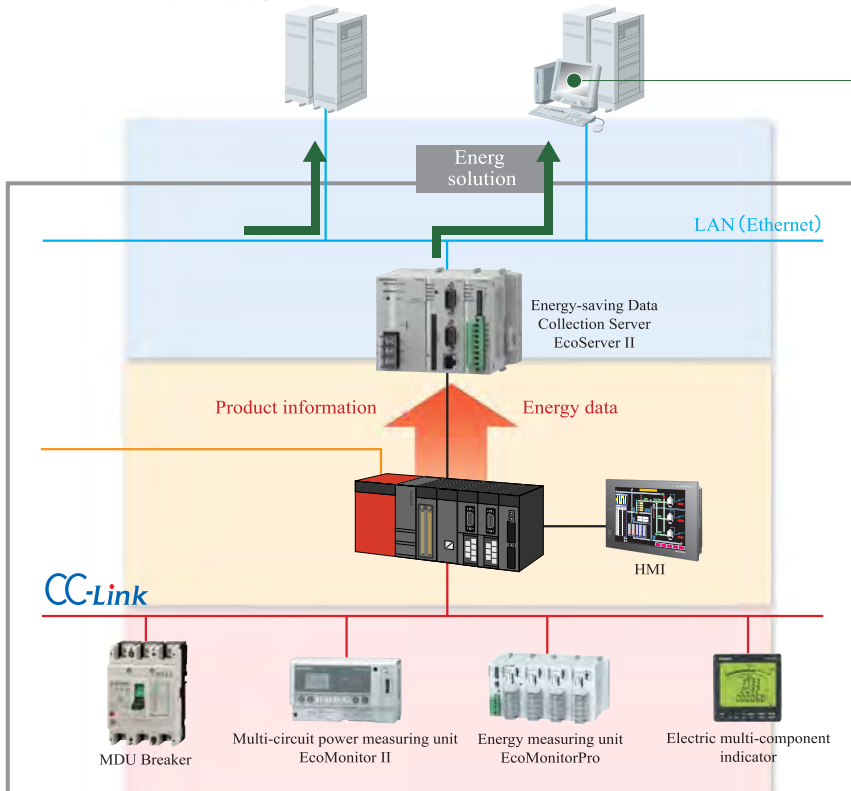 Energ
solution
LAN (Ethernet)
Energy-saving Data
Collection Server
EcoServer II
Product information
Energy data
HMI
CC-Link
MDU Breaker
Multi-circuit power measuring unit
EcoMonitor II
Energy measuring unit
EcoMonitorPro
Electric multi-component
indicator